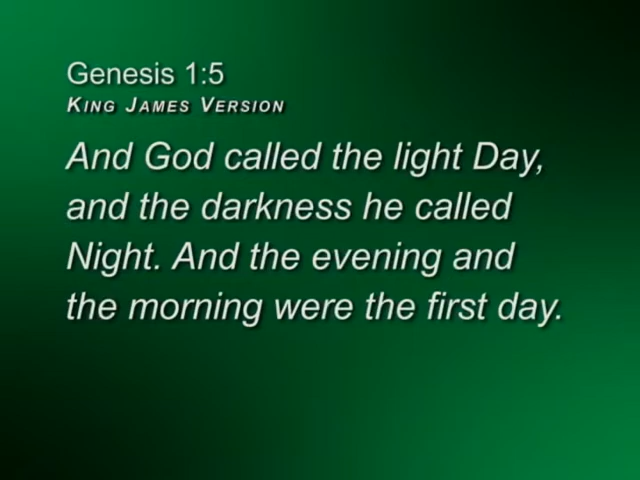 Genesis 1:5
King James Version
And God called the light Day,
and the darkness he called
Night. And the evening and
the morning were the first day.